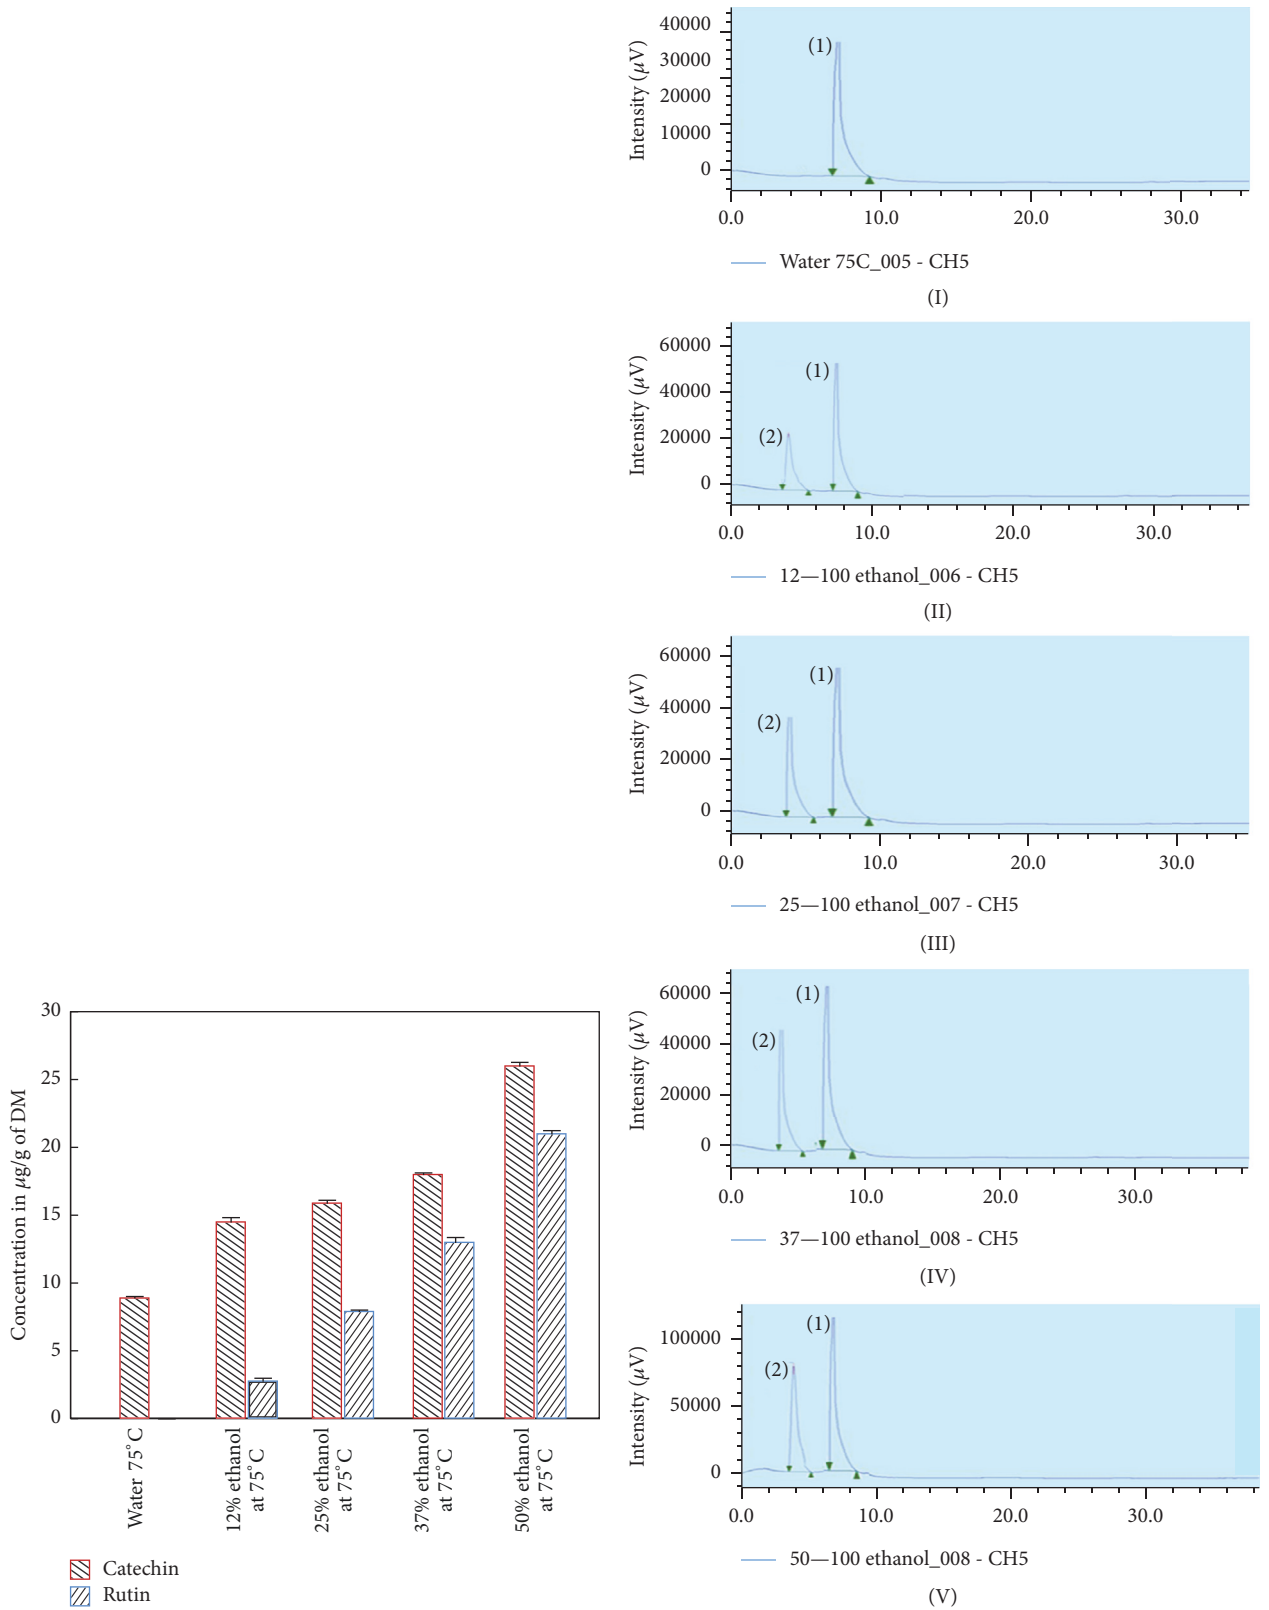 30
25
20
15
10
5
0
Concentration in μg/g of DM
Water 75°C
12% ethanol
at 75°C
25% ethanol
at 75°C
37% ethanol
at 75°C
50% ethanol
at 75°C
Catechin
Rutin
40000
30000
20000
10000
0
Intensity (μV)
(1)
0.0 10.0 20.0 30.0
Water 75C_005 - CH5
(I)
60000
40000
20000
0
Intensity (μV)
(1)
(2)
0.0 10.0 20.0 30.0
12—100 ethanol_006 - CH5
(II)
60000
40000
20000
0
Intensity (μV)
(1)
(2)
0.0 10.0 20.0 30.0
25—100 ethanol_007 - CH5
(III)
60000
40000
20000
0
Intensity (μV)
(1)
(2)
0.0 10.0 20.0 30.0
37—100 ethanol_008 - CH5
(IV)
100000
50000
0
Intensity (μV)
(1)
(2)
0.0 10.0 20.0 30.0
50—100 ethanol_008 - CH5
(V)